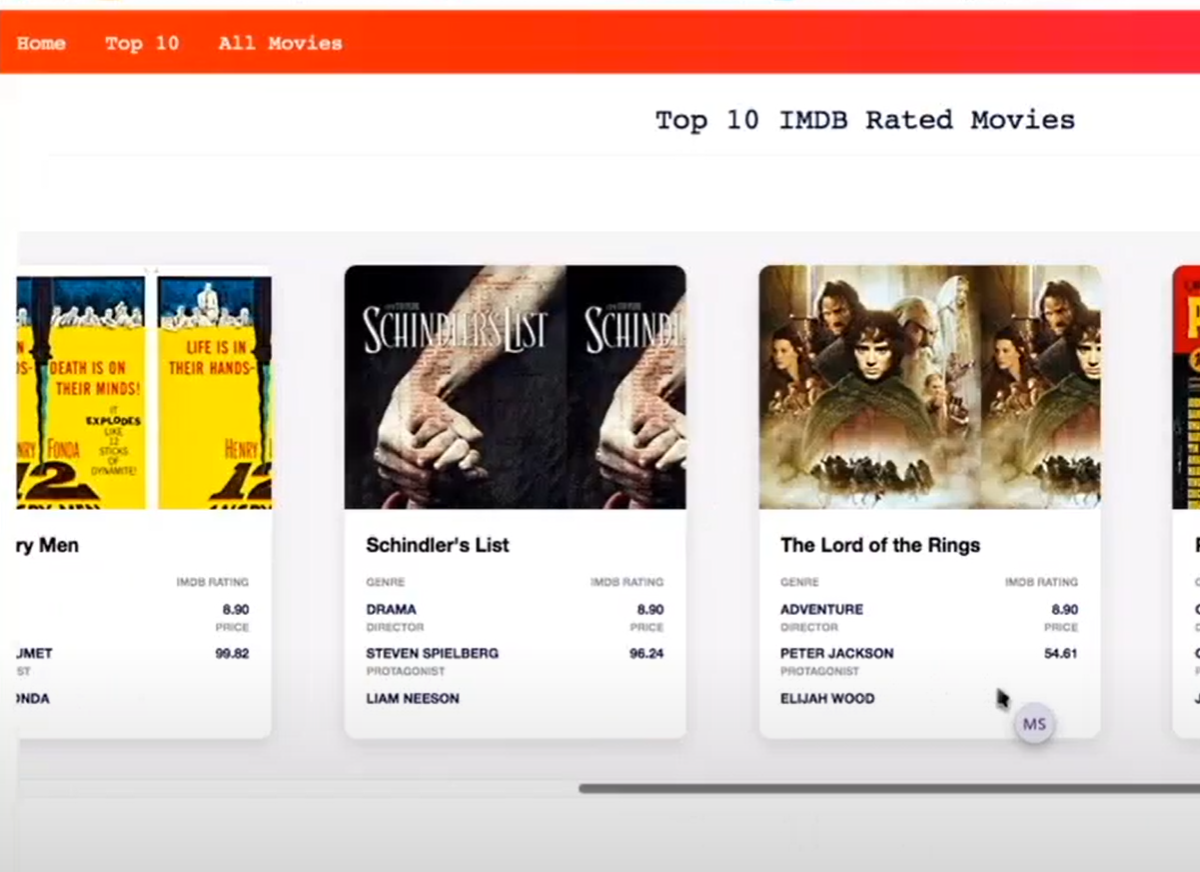 Home Top 10 All Movies
Top 10 IMDB Rated Movies
DEATH IS ON
THEIR MINDS!
IT
EXPLODES
LIKE
12
STICKS
OF
DYNAMITE!
FONDA
12
LIFE IS IN
THEIR HANDS-
HENRY
12
SCHINDLER'S LIST
SCHINDL
ry Men
IMDB RATING
8.90
PRICE
UMET 99.82
ST
ONDA
Schindler's List
GENRE IMDB RATING
DRAMA 8.90
DIRECTOR PRICE
STEVEN SPIELBERG 96.24
PROTAGONIST
LIAM NEESON
The Lord of the Rings
GENRE IMDB RATING
ADVENTURE 8.90
DIRECTOR PRICE
PETER JACKSON 54.61
PROTAGONIST
ELIJAH WOOD
MS